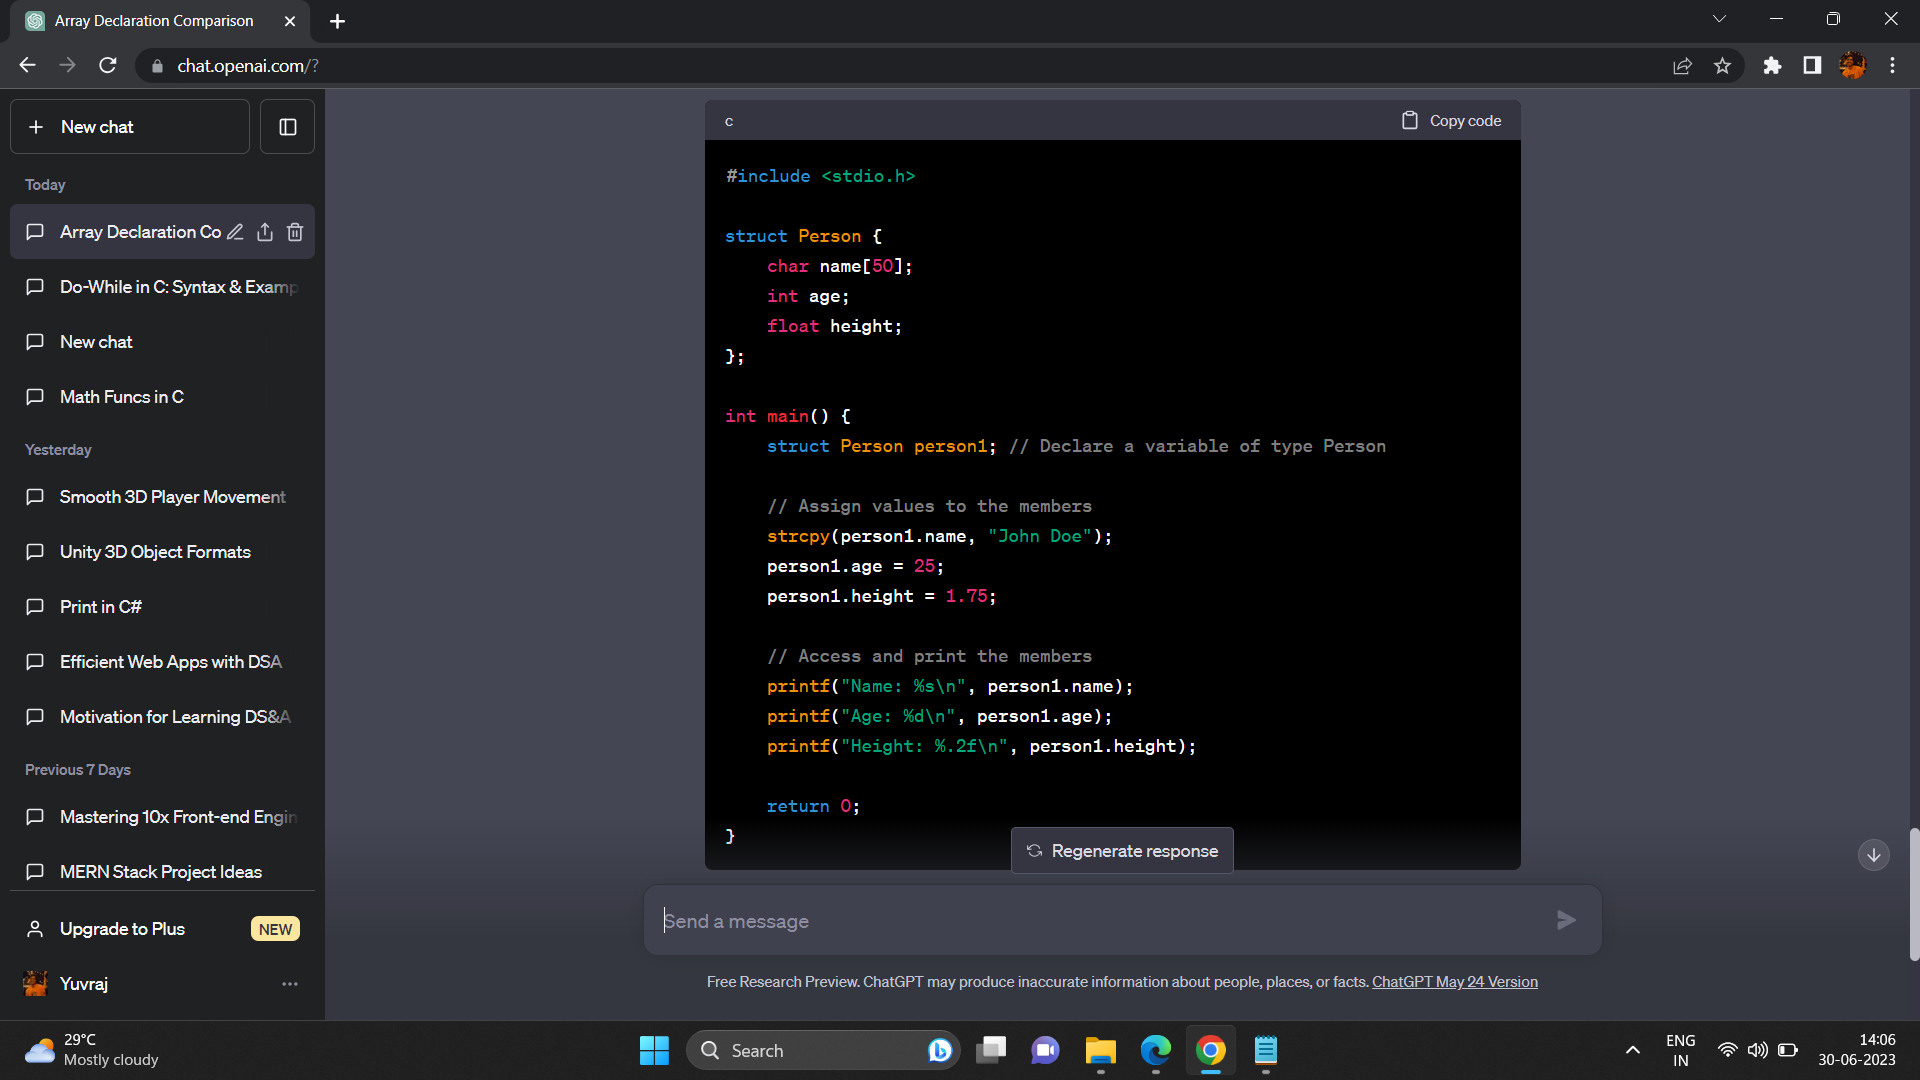 Array Declaration Comparison
chat.openai.com/?
New chat
Today
Array Declaration Co
Do-While in C: Syntax & Examp
New chat
Math Funcs in C
Yesterday
Smooth 3D Player Movement
Unity 3D Object Formats
Print in C#
Efficient Web Apps with DSA
Motivation for Learning DS&A
Previous 7 Days
Mastering 10x Front-end Engin
MERN Stack Project Ideas
Upgrade to Plus NEW
Yuvraj
c Copy code
#include <stdio.h>
struct Person {
    char name[50];
    int age;
    float height;
};
int main() {
    struct Person person1; // Declare a variable of type Person
    // Assign values to the members
    strcpy(person1.name, "John Doe");
    person1.age = 25;
    person1.height = 1.75;
    // Access and print the members
    printf("Name: %s\n", person1.name);
    printf("Age: %d\n", person1.age);
    printf("Height: %.2f\n", person1.height);
    return 0;
}
Regenerate response
Send a message
Free Research Preview. ChatGPT may produce inaccurate information about people, places, or facts. ChatGPT May 24 Version
29°C
Mostly cloudy
Search
ENG
IN
14:06
30-06-2023